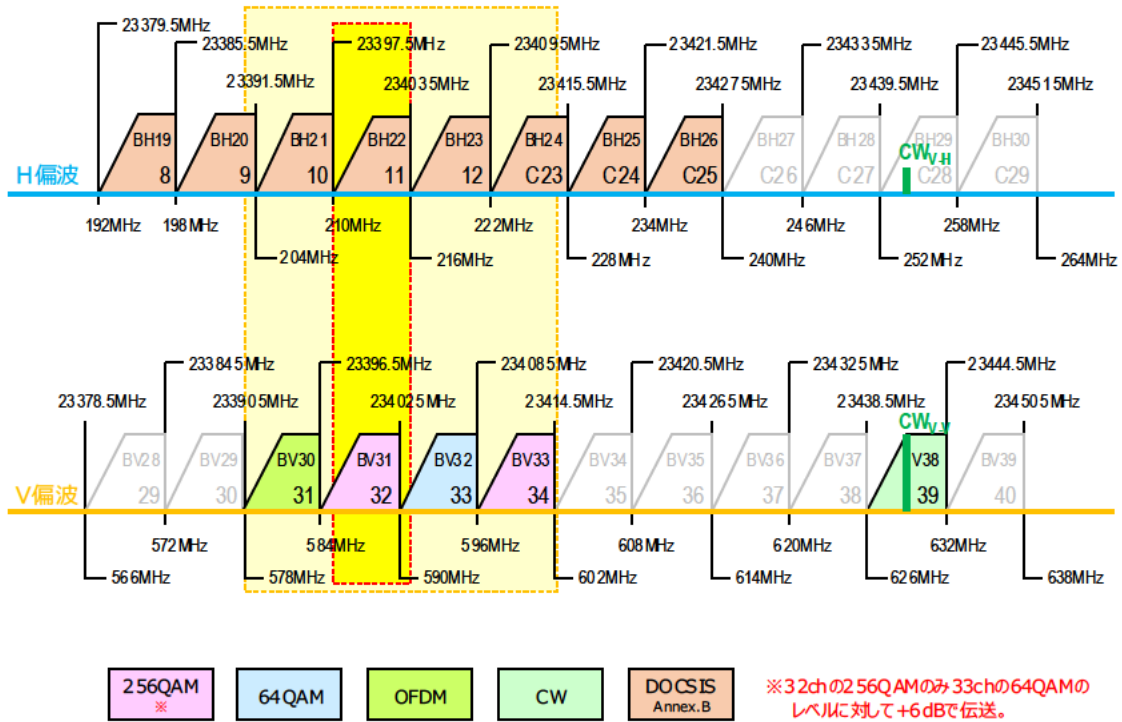 23379.5MHz
23385.5MHz
23397.5MHz
23409 5MHz
23421.5MHz
23433 5MHz
23445.5MHz
23391.5MHz
23403 5MHz
23415.5MHz
23427 5MHz
23439.5MHz
23451 5MHz
BH19
BH20
BH21
BH22
BH23
BH24
BH25
BH26
BH27
BH28
BH29
BH30
CWV-H
H偏波
8
9
10
11
12
C23
C24
C25
C26
C27
C28
C29
192MHz
198 MHz
210MHz
222MHz
234MHz
246MHz
258MHz
204MHz
216MHz
228MHz
240MHz
252MHz
264MHz
23384 5MHz
23396.5MHz
23408 5MHz
23420.5MHz
23432 5MHz
23444.5MHz
23378.5MHz
23390 5MHz
23402 5MHz
23414.5MHz
23426 5MHz
23438.5MHz
23450 5MHz
CWV-V
BV28
BV29
BV30
BV31
BV32
BV33
BV34
BV35
BV36
BV37
V38
BV39
V偏波
29
30
31
32
33
34
35
36
37
38
39
40
572MHz
584MHz
596MHz
608MHz
620MHz
632MHz
566MHz
578MHz
590MHz
602MHz
614MHz
626MHz
638MHz
256QAM
※
64QAM
OFDM
CW
DOCSIS
Annex.B
※32chの256QAMのみ33chの64QAMの
レベルに対して+6dBで伝送。